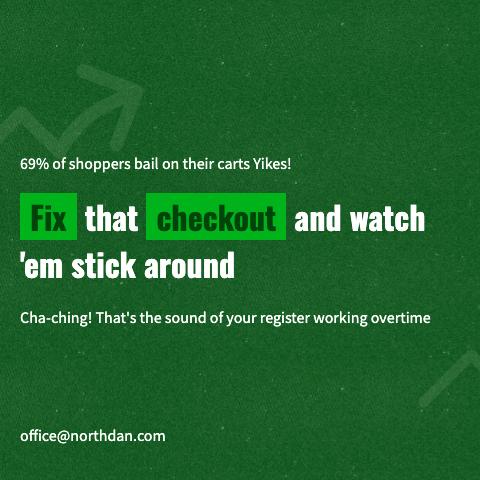 69% of shoppers bail on their carts Yikes!
Fix that checkout and watch
'em stick around
Cha-ching! That's the sound of your register working overtime
office@northdan.com